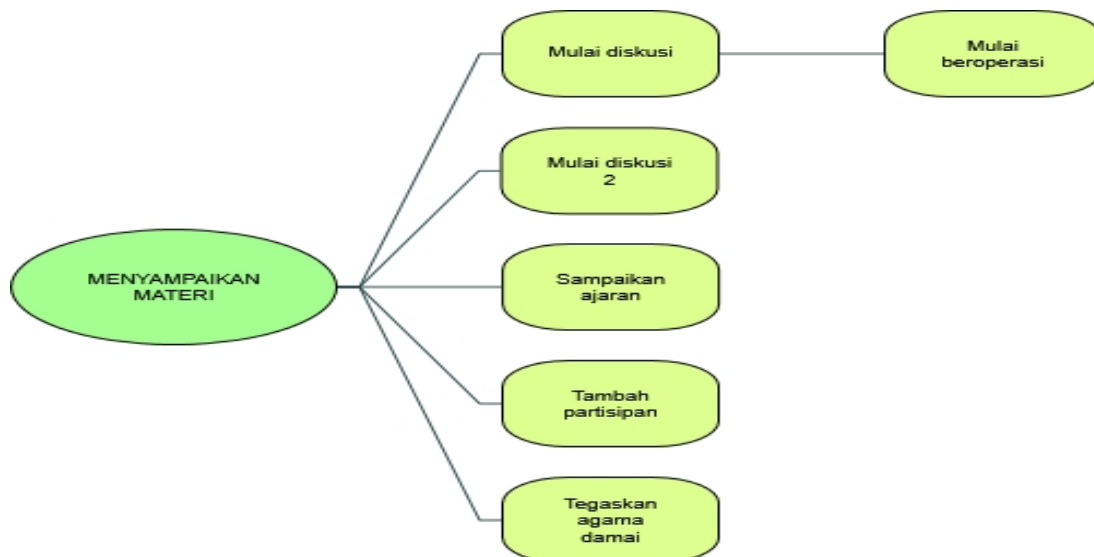 MENYAMPAIKAN
MATERI
Mulai diskusi
Mulai
beroperasi
Mulai diskusi
2
Sampaikan
ajaran
Tambah
partisipan
Tegaskan
agama
damai